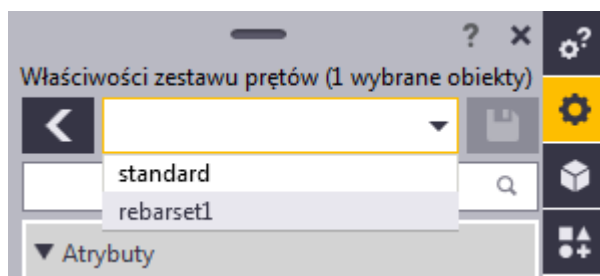 ? ×
Właściwości zestawu prętów (1 wybrane obiekty)
standard
rebarset1
Atrybuty